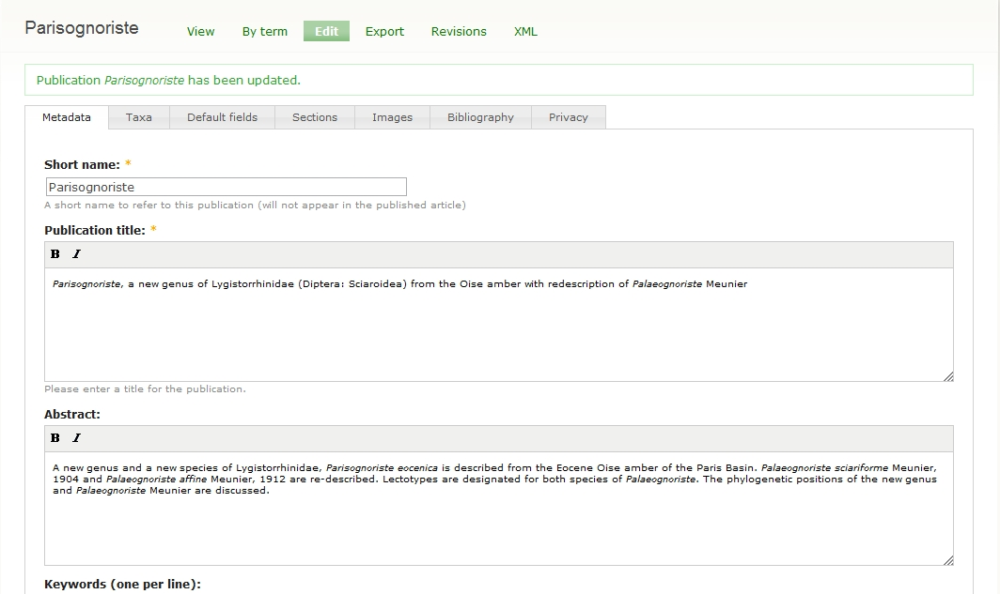 Parisognoriste
View By term Edit Export Revisions XML
Publication Parisognoriste has been updated.
Metadata Taxa Default fields Sections Images Bibliography Privacy
Short name: *
Parisognoriste
A short name to refer to this publication (will not appear in the published article)
Publication title: *
B I
Parisognoriste, a new genus of Lygistorrhinidae (Diptera: Sciaroidea) from the Oise amber with redescription of Palaeognoriste Meunier
Please enter a title for the publication.
Abstract:
B I
A new genus and a new species of Lygistorrhinidae, Parisognoriste eocenica is described from the Eocene Oise amber of the Paris Basin. Palaeognoriste sciariforme Meunier,
1904 and Palaeognoriste affine Meunier, 1912 are re-described. Lectotypes are designated for both species of Palaeognoriste. The phylogenetic positions of the new genus
and Palaeognoriste Meunier are discussed.
Keywords (one per line):